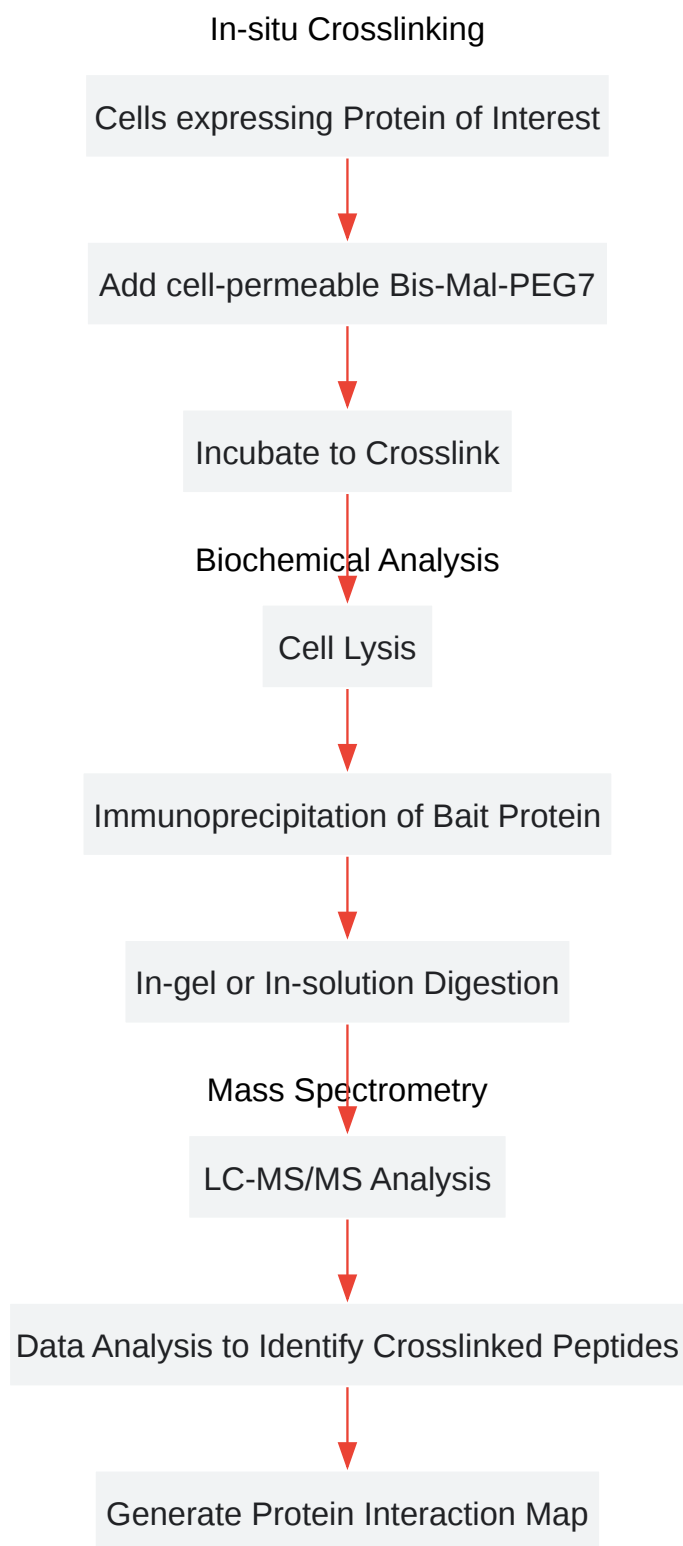 In-situ Crosslinking
Cells expressing Protein of Interest
Add cell-permeable Bis-Mal-PEG7
Incubate to Crosslink
Biochemical Analysis
Cell Lysis
Immunoprecipitation of Bait Protein
In-gel or In-solution Digestion
Mass Spectrometry
LC-MS/MS Analysis
Data Analysis to Identify Crosslinked Peptides
Generate Protein Interaction Map